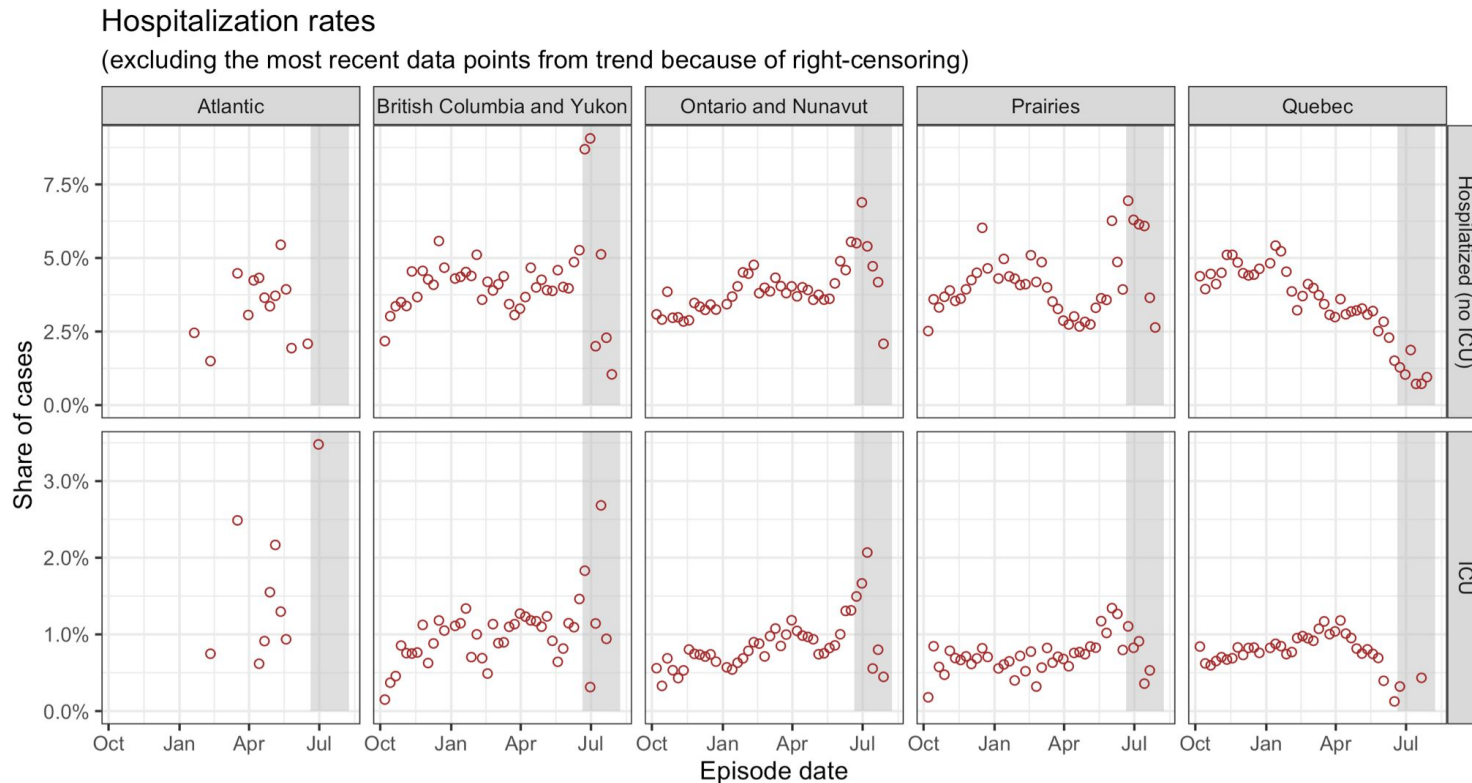 Hospitalization rates
(excluding the most recent data points from trend because of right-censoring)
Atlantic British Columbia and Yukon Ontario and Nunavut Prairies Quebec
7.5%
5.0%
2.5%
0.0%
Hospilatized (no ICU)
Share of cases
3.0%
2.0%
1.0%
0.0%
ICU
Oct Jan Apr Jul Oct Jan Apr Jul Oct Jan Apr Jul Oct Jan Apr Jul Oct Jan Apr Jul
Episode date